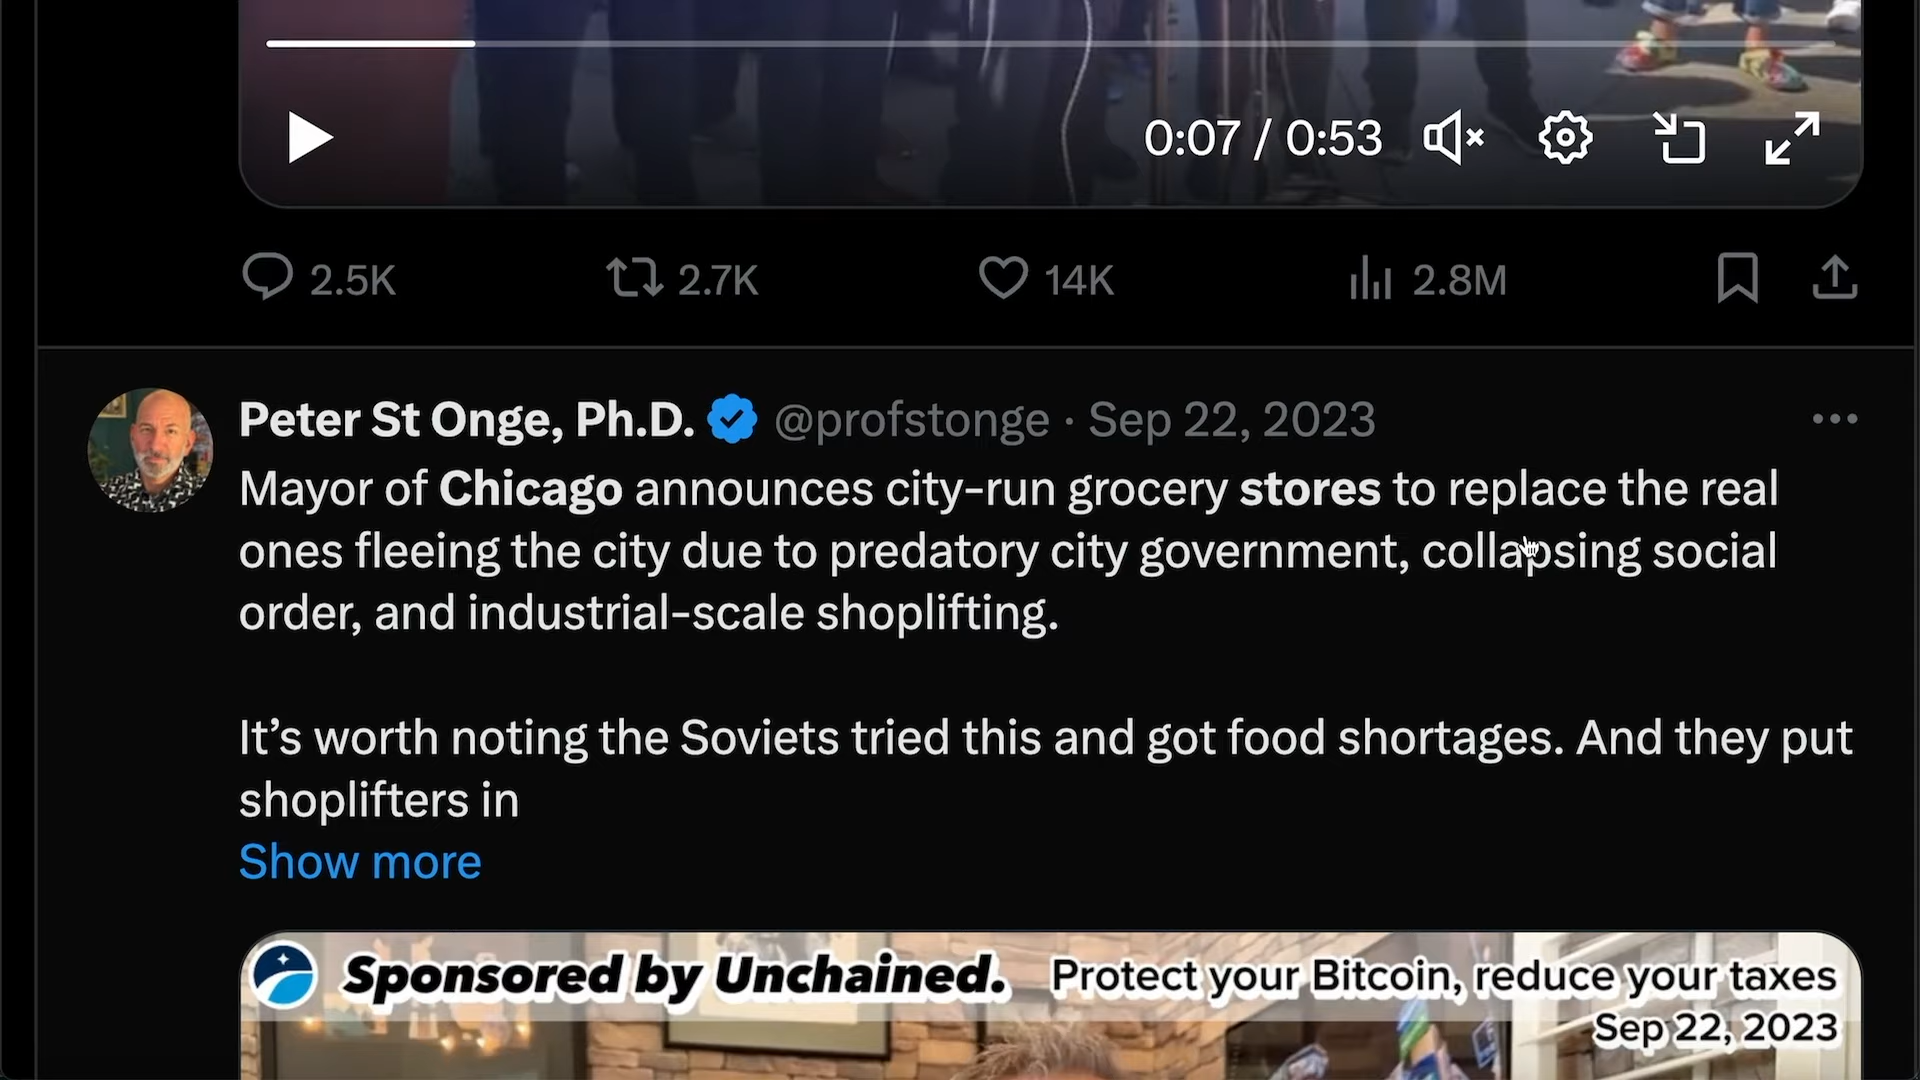 0:07 / 0:53
2.5K 2.7K 14K 2.8M
Peter St Onge, Ph.D. @profstonge · Sep 22, 2023
Mayor of Chicago announces city-run grocery stores to replace the real
ones fleeing the city due to predatory city government, collapsing social
order, and industrial-scale shoplifting.
It’s worth noting the Soviets tried this and got food shortages. And they put
shoplifters in
Show more
Sponsored by Unchained. Protect your Bitcoin, reduce your taxes
Sep 22, 2023